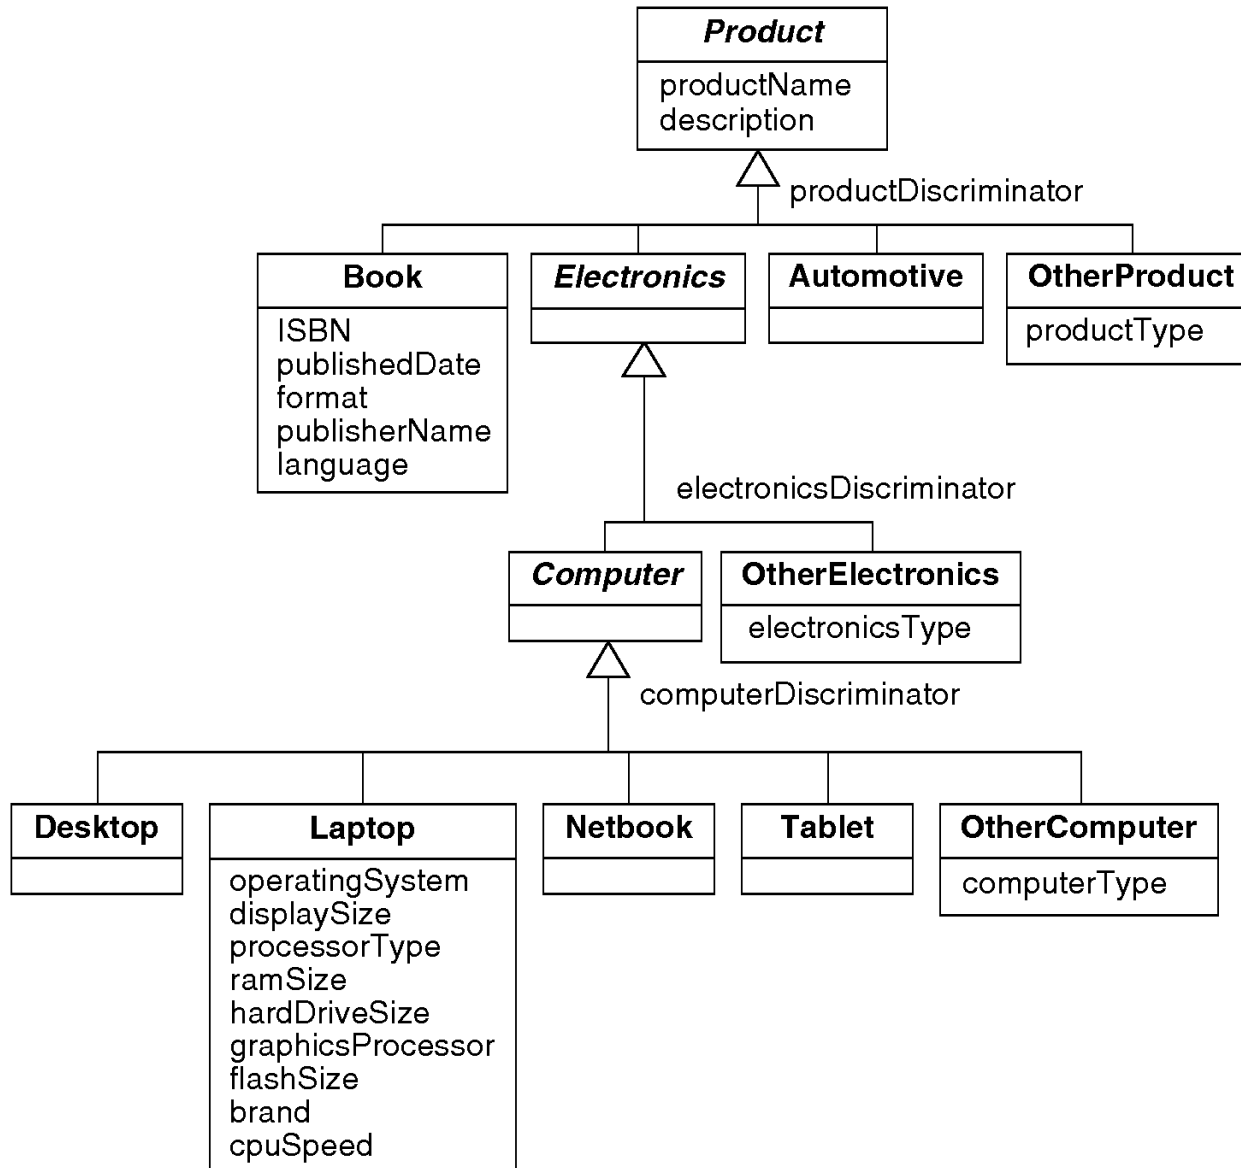 Product
productName
description
productDiscriminator
Book
Electronics
Automotive
OtherProduct
ISBN
publishedDate
format
publisherName
language
productType
electronicsDiscriminator
Computer
OtherElectronics
electronicsType
computerDiscriminator
Desktop
Laptop
Netbook
Tablet
OtherComputer
operatingSystem
displaySize
processorType
ramSize
hardDriveSize
graphicsProcessor
flashSize
brand
cpuSpeed
computerType